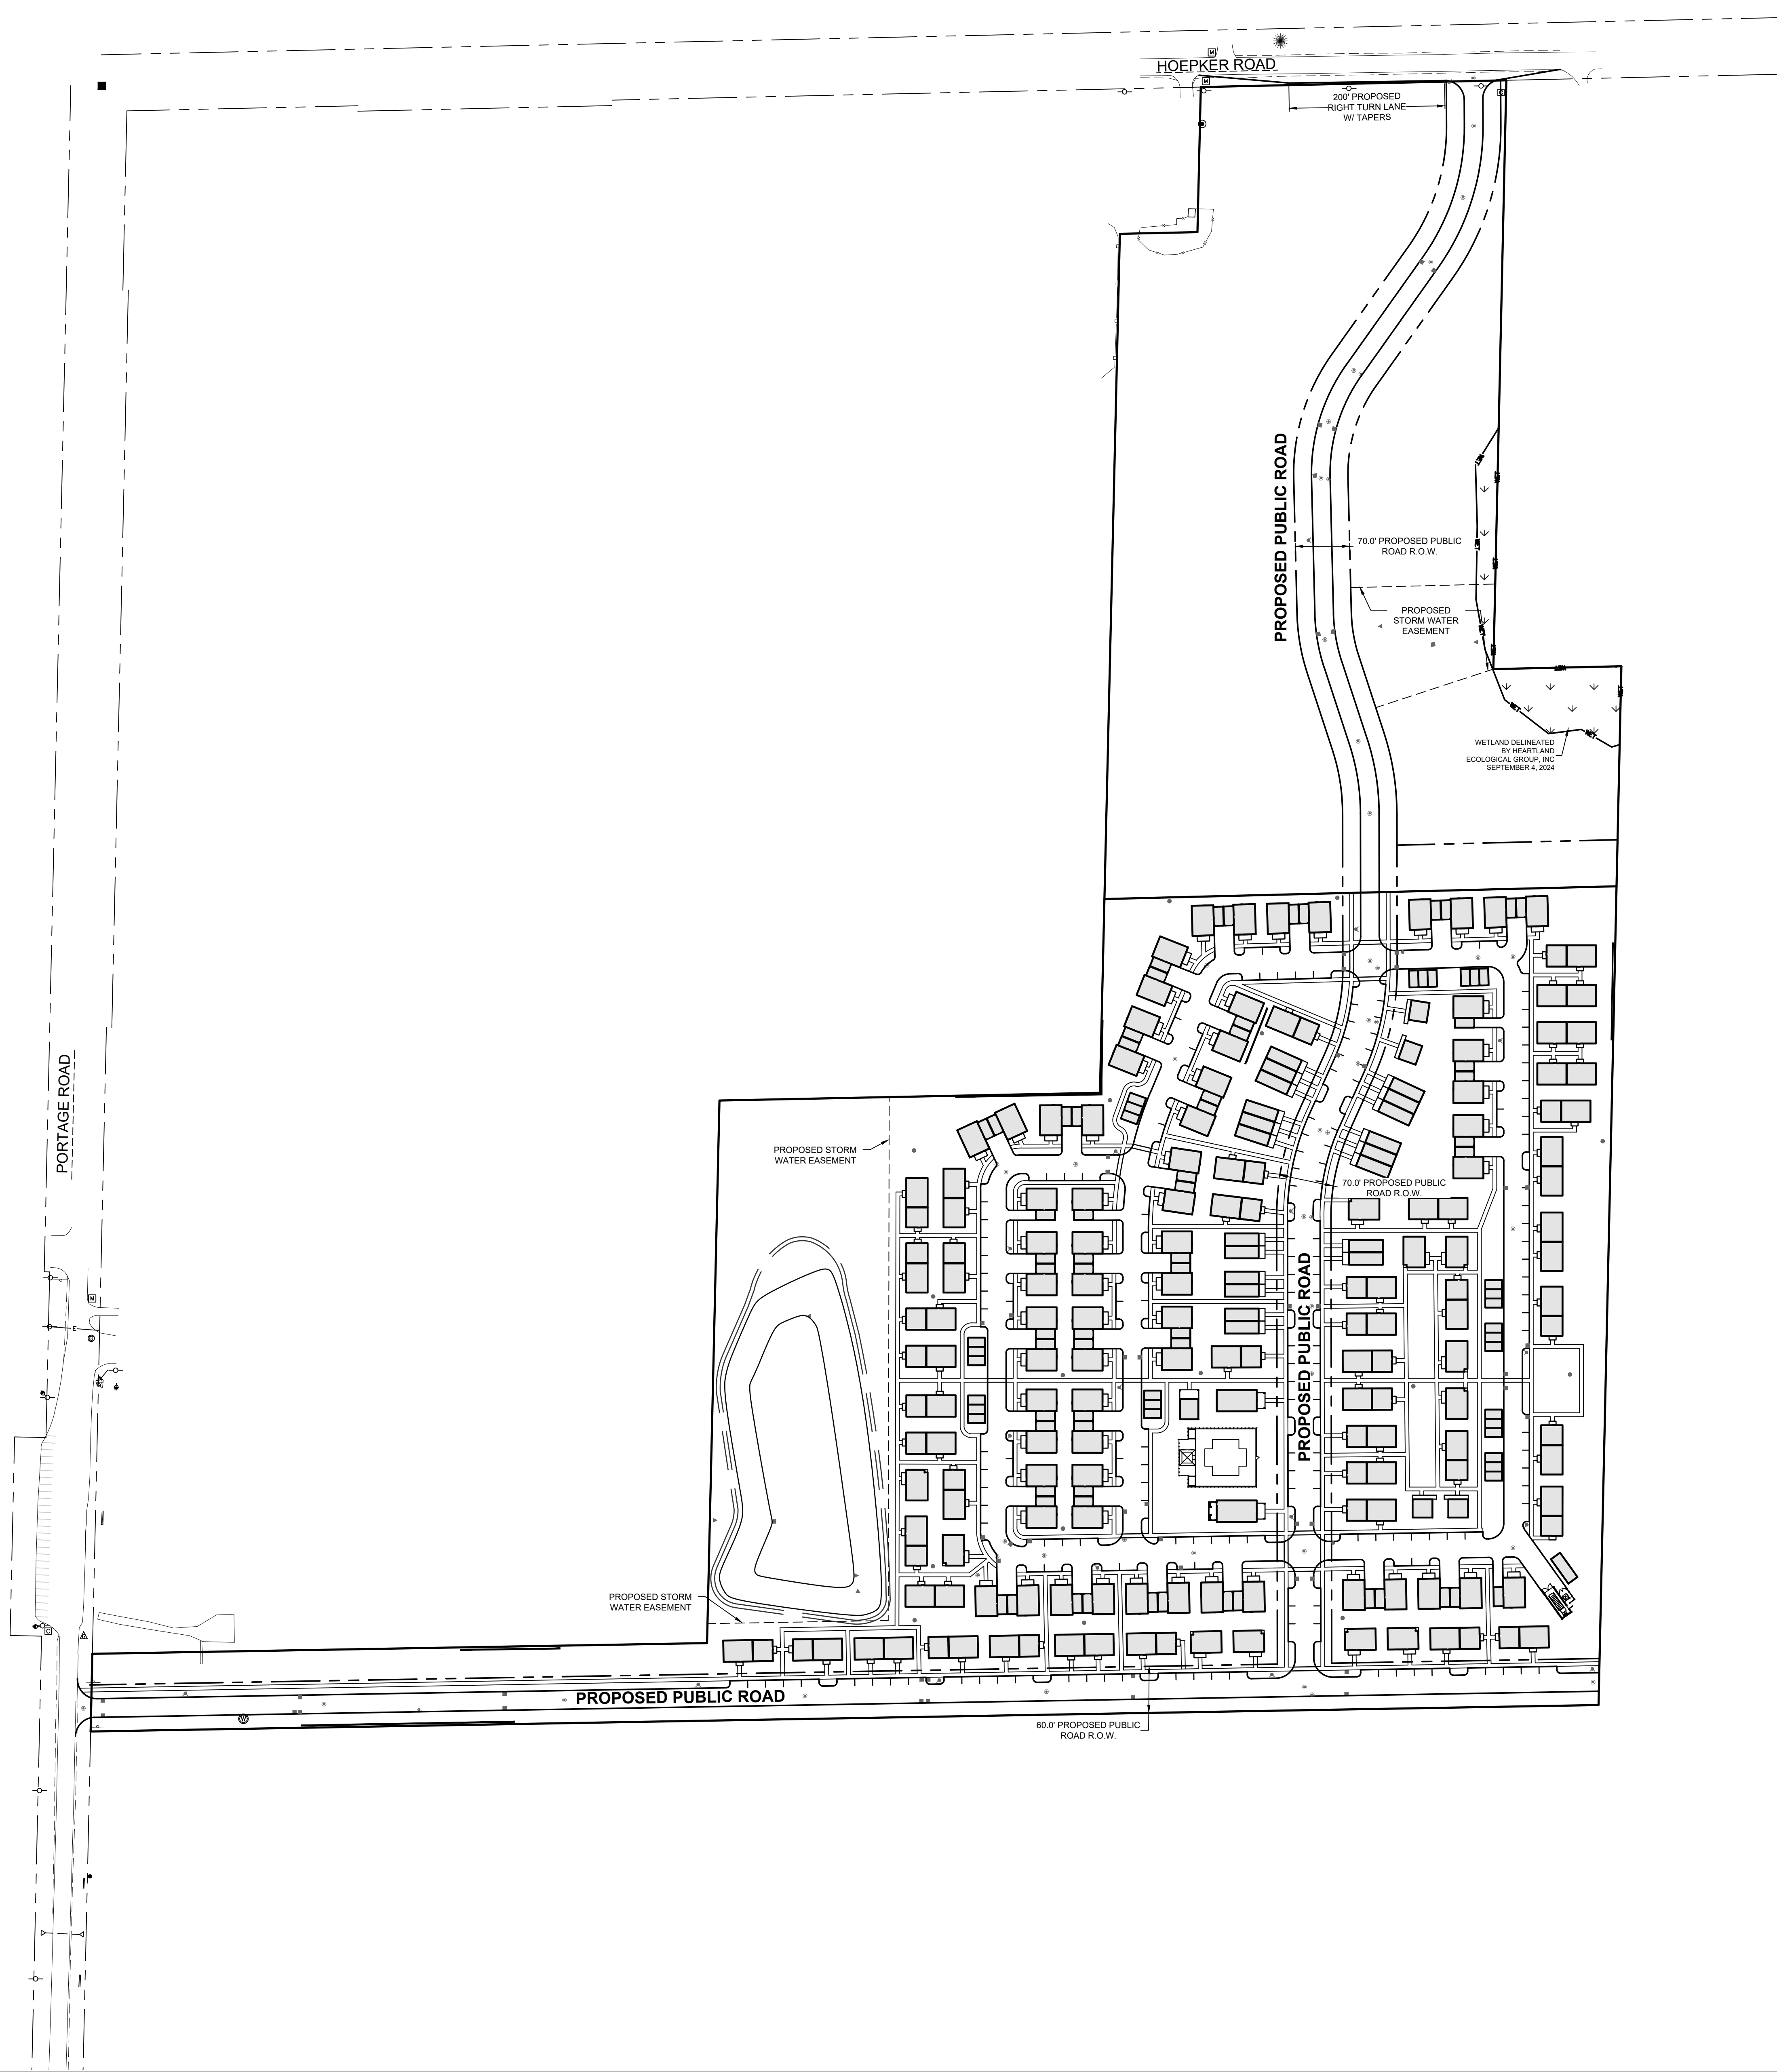 HOEPKER ROAD
200' PROPOSED
RIGHT TURN LANE
W/ TAPERS
PROPOSED PUBLIC ROAD
70.0' PROPOSED PUBLIC
ROAD R.O.W.
PROPOSED
STORM WATER
EASEMENT
WETLAND DELINEATED
BY HEARTLAND
ECOLOGICAL GROUP, INC
SEPTEMBER 4, 2024
PORTAGE ROAD
PROPOSED STORM
WATER EASEMENT
70.0' PROPOSED PUBLIC
ROAD R.O.W.
PROPOSED PUBLIC ROAD
PROPOSED STORM
WATER EASEMENT
PROPOSED PUBLIC ROAD
60.0' PROPOSED PUBLIC
ROAD R.O.W.